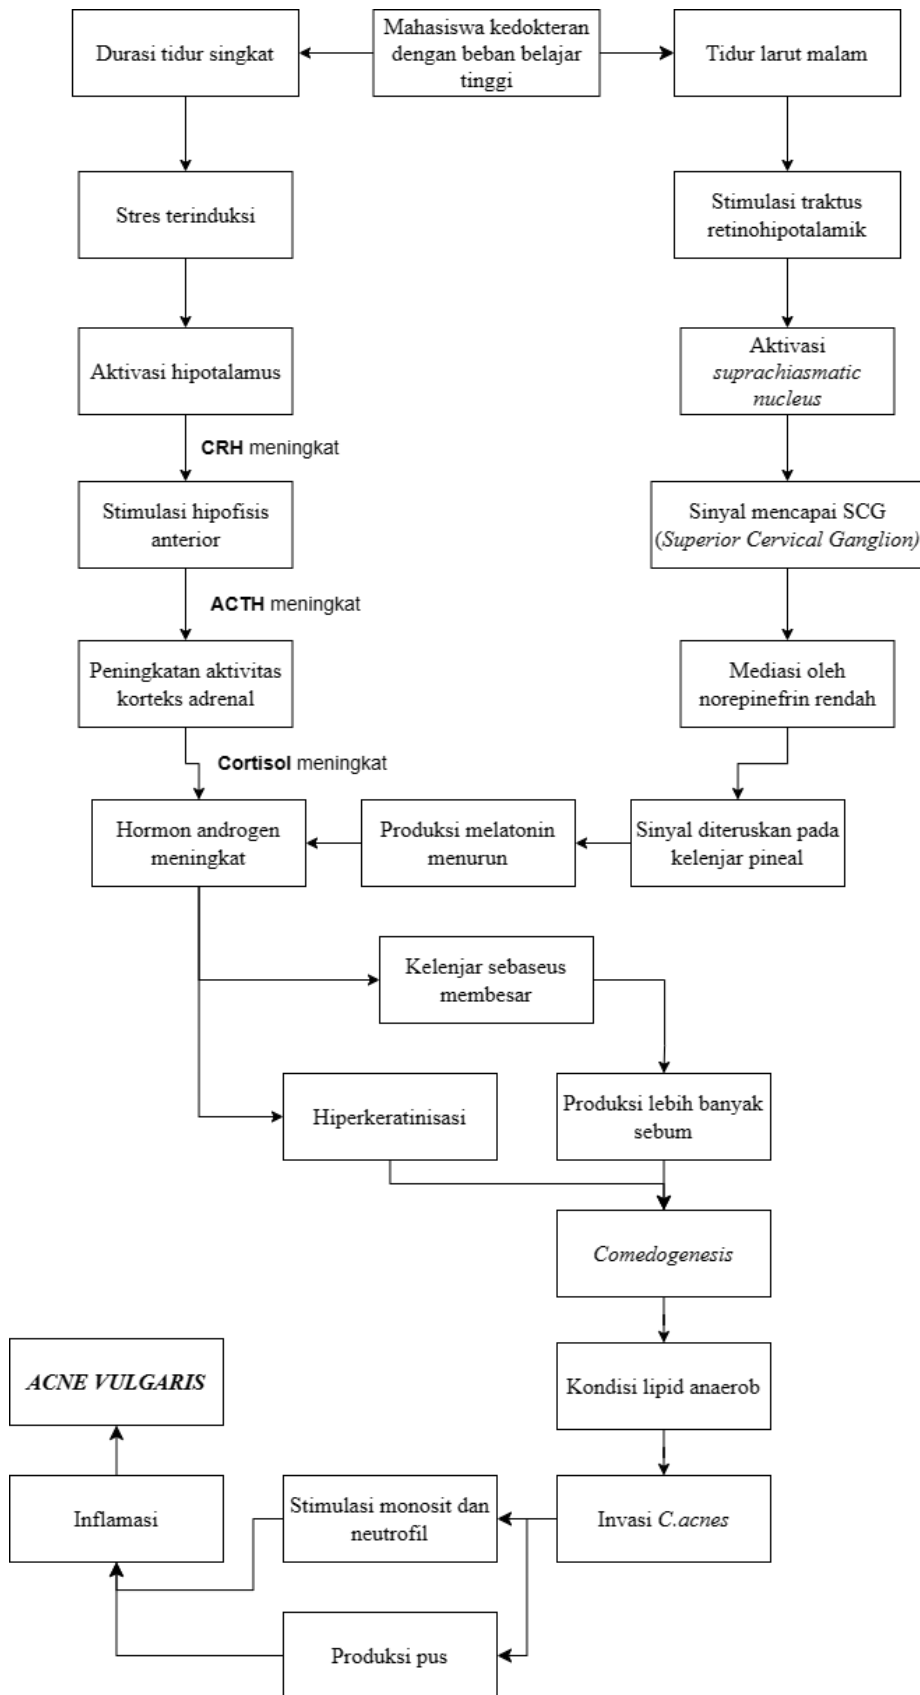 Durasi tidur singkat
Mahasiswa kedokteran
dengan beban belajar
tinggi
Tidur larut malam
Stres terinduksi
Stimulasi traktus
retinohipotalamik
Aktivasi hipotalamus
Aktivasi
suprachiasmatic
nucleus
CRH meningkat
Stimulasi hipofisis
anterior
Sinyal mencapai SCG
(Superior Cervical Ganglion)
ACTH meningkat
Peningkatan aktivitas
korteks adrenal
Mediasi oleh
norepinefrin rendah
Cortisol meningkat
Hormon androgen
meningkat
Produksi melatonin
menurun
Sinyal diteruskan pada
kelenjar pineal
Kelenjar sebaseus
membesar
Hiperkeratinisasi
Produksi lebih banyak
sebum
Comedogenesis
ACNE VULGARIS
Kondisi lipid anaerob
Inflamasi
Stimulasi monosit dan
neutrofil
Invasi C.acnes
Produksi pus